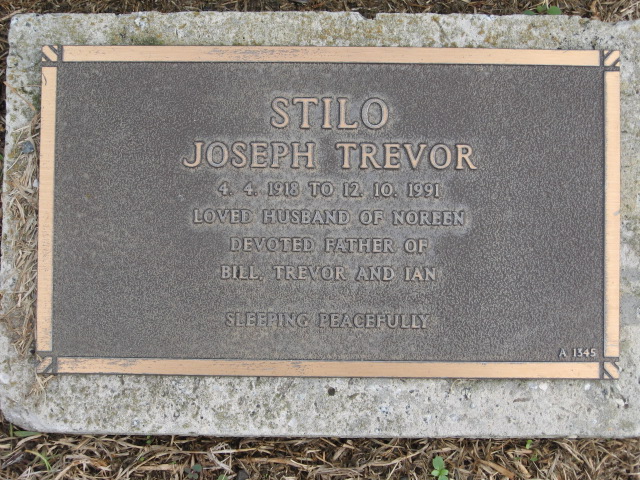 STILO
JOSEPH TREVOR
4. 4. 1918 TO 12. 10. 1991
LOVED HUSBAND OF NOREEN
DEVOTED FATHER OF
BILL, TREVOR AND IAN
SLEEPING PEACEFULLY
A 1345